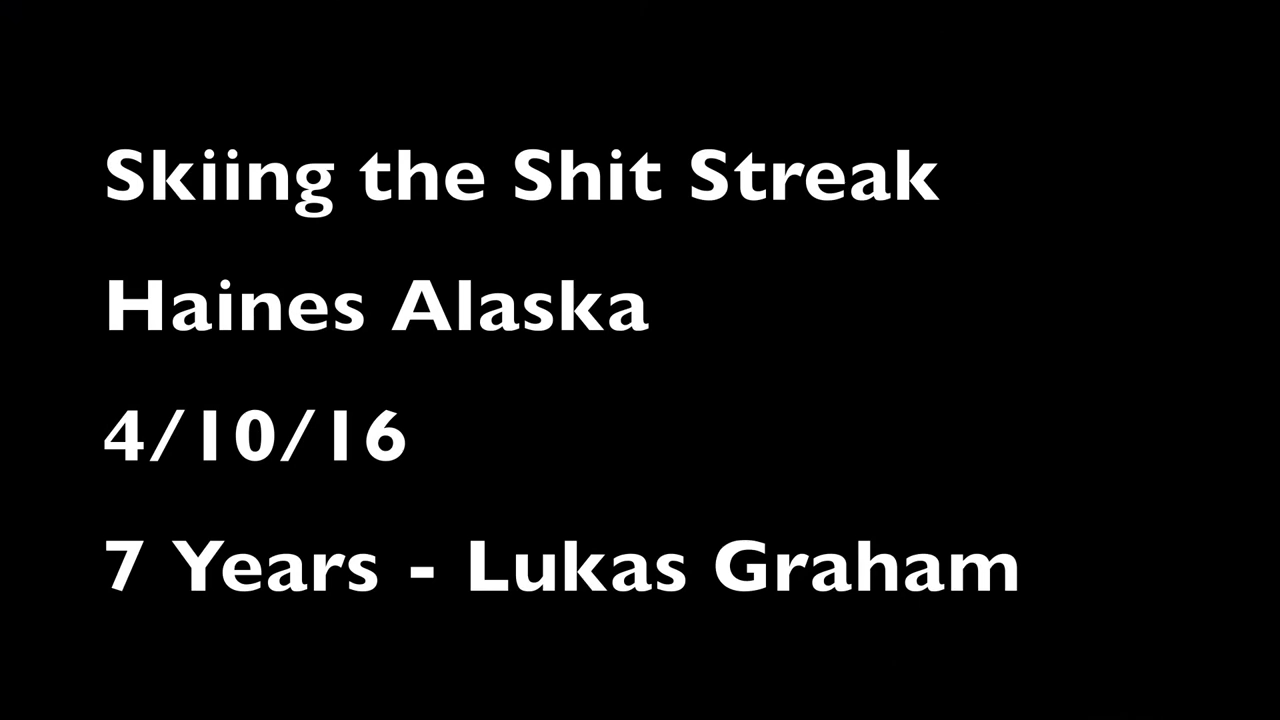 Skiing the Shit Streak
Haines Alaska
4/10/16
7 Years - Lukas Graham